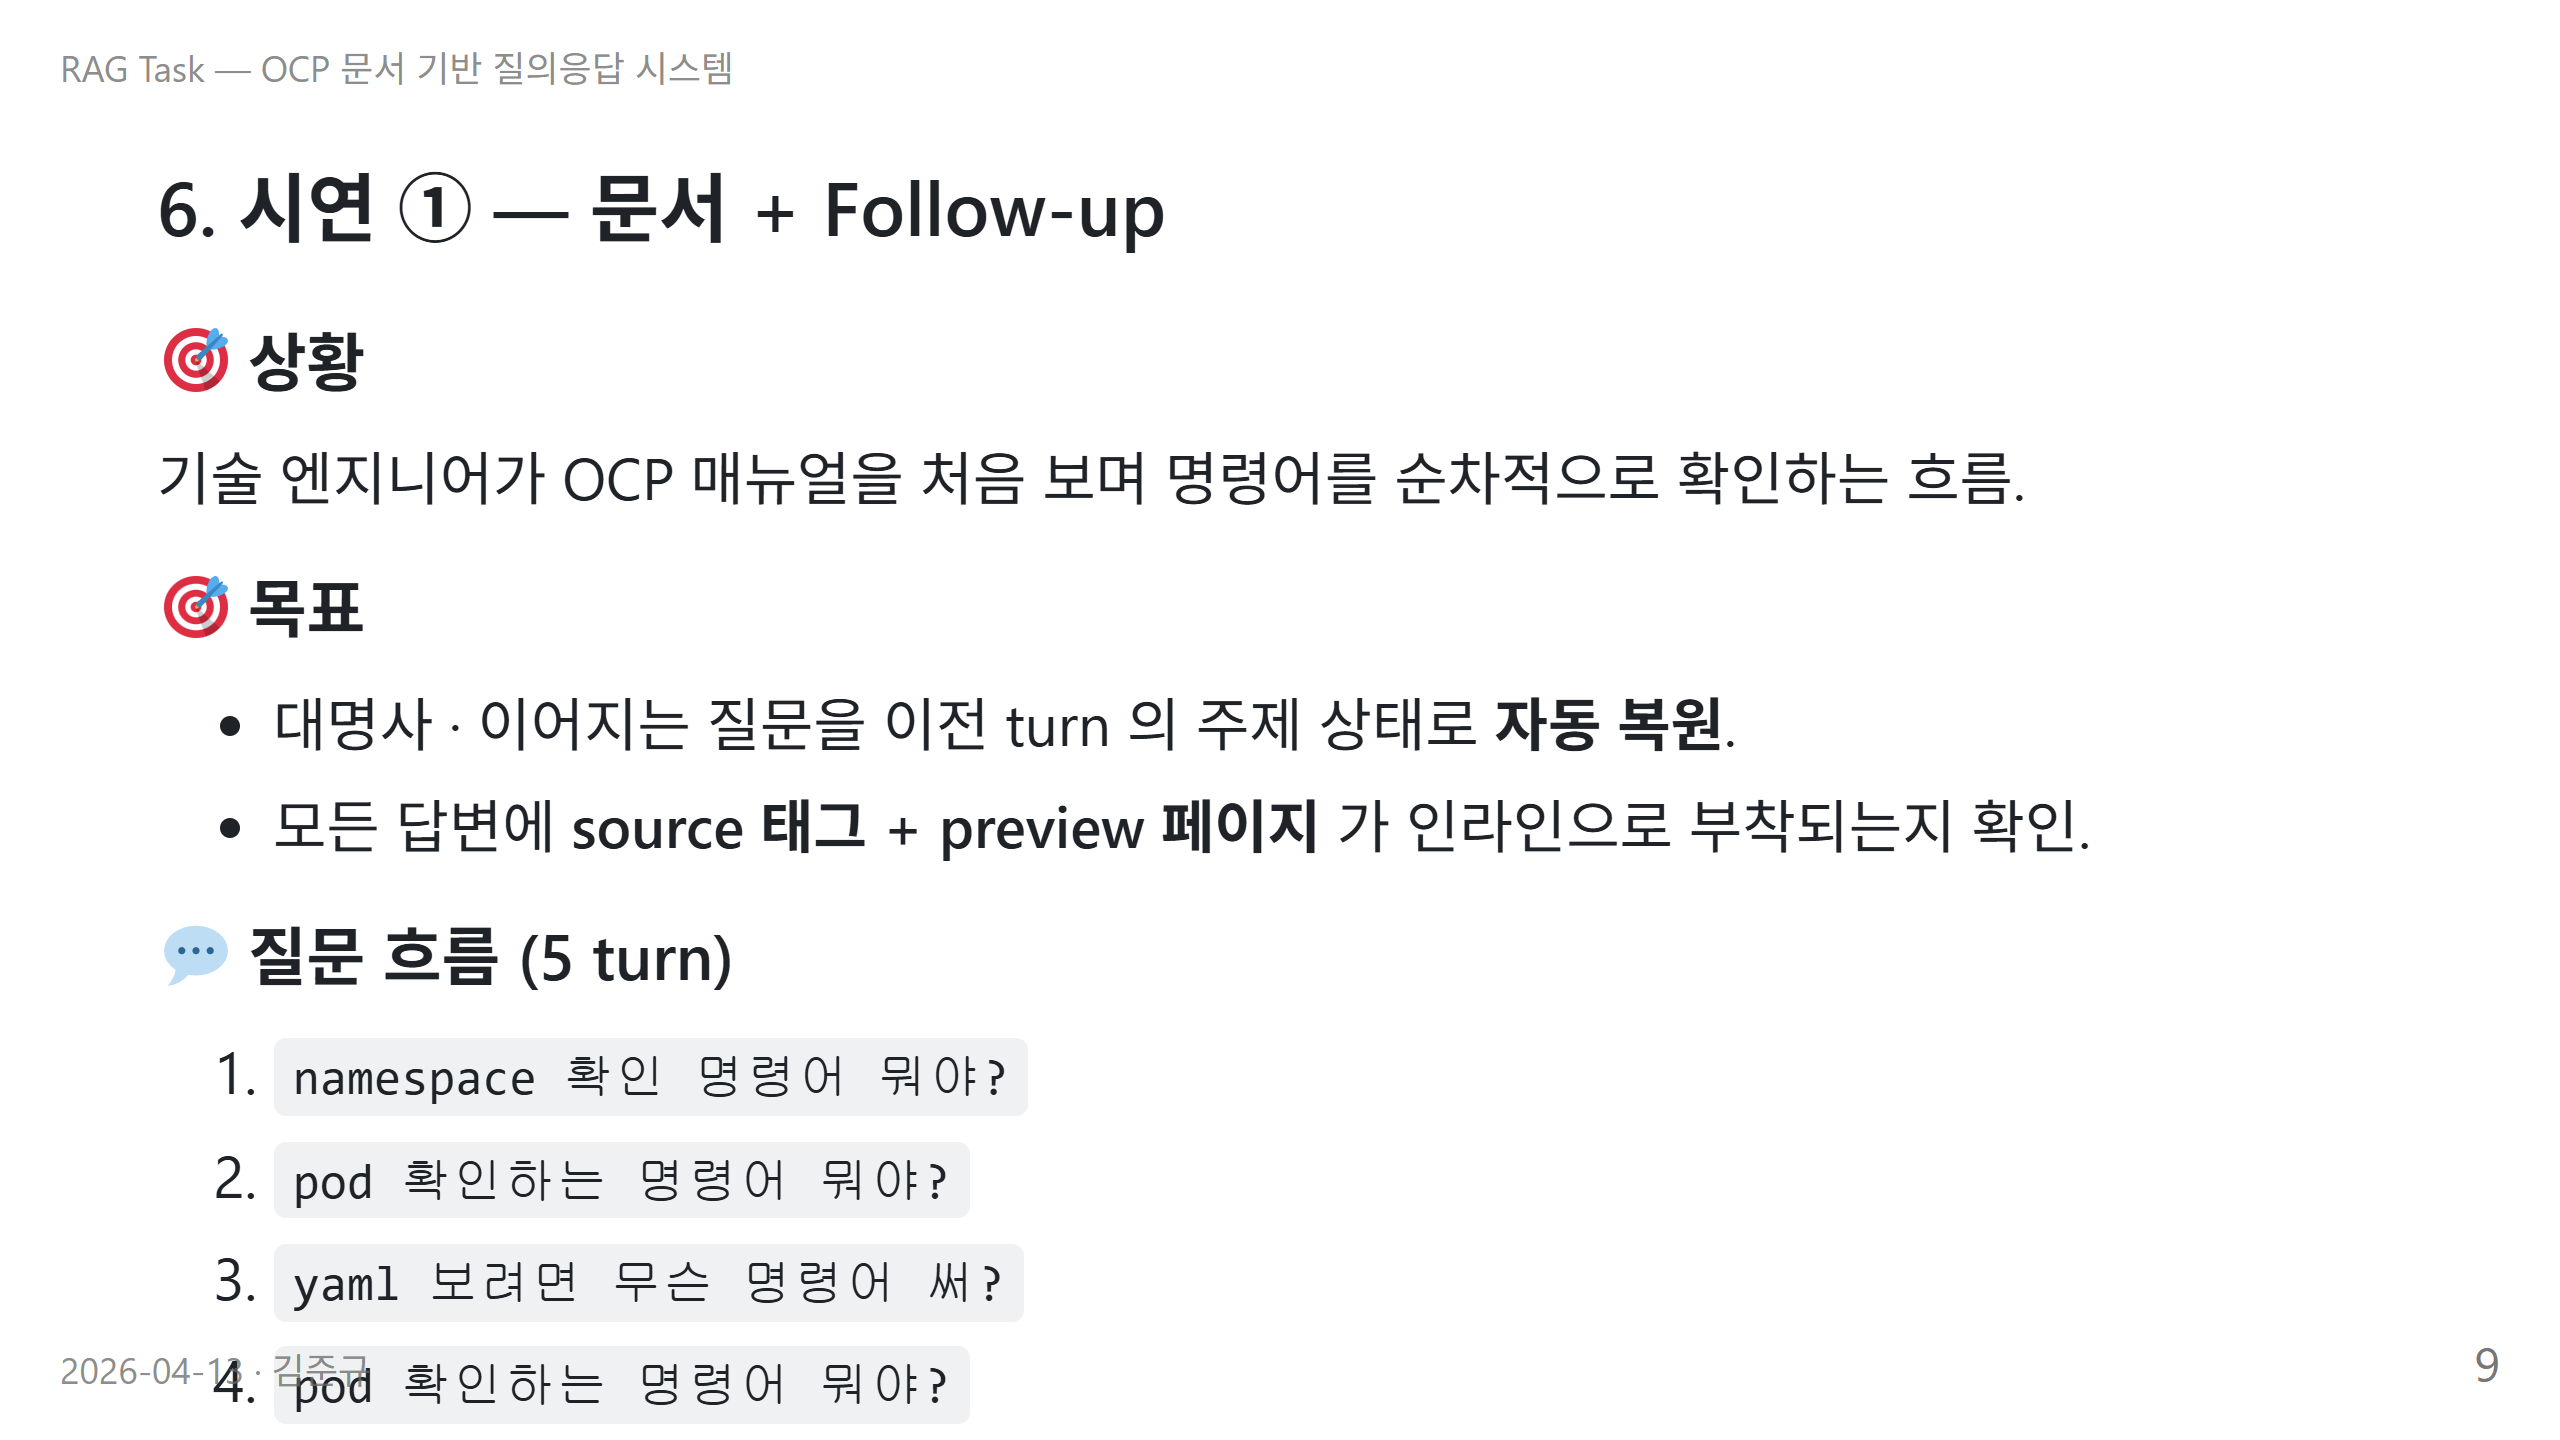 RAG Task — OCP 문서 기반 질의응답 시스템
6. 시연 ① — 문서 + Follow-up
🎯 상황
기술 엔지니어가 OCP 매뉴얼을 처음 보며 명령어를 순차적으로 확인하는 흐름.
🎯 목표
• 대명사 · 이어지는 질문을 이전 turn 의 주제 상태로 자동 복원.
• 모든 답변에 source 태그 + preview 페이지 가 인라인으로 부착되는지 확인.
💬 질문 흐름 (5 turn)
1. namespace 확인 명령어 뭐야?
2. pod 확인하는 명령어 뭐야?
3. yaml 보려면 무슨 명령어 써?
4. pod 확인하는 명령어 뭐야?
2026-04-13 · 김준규
9